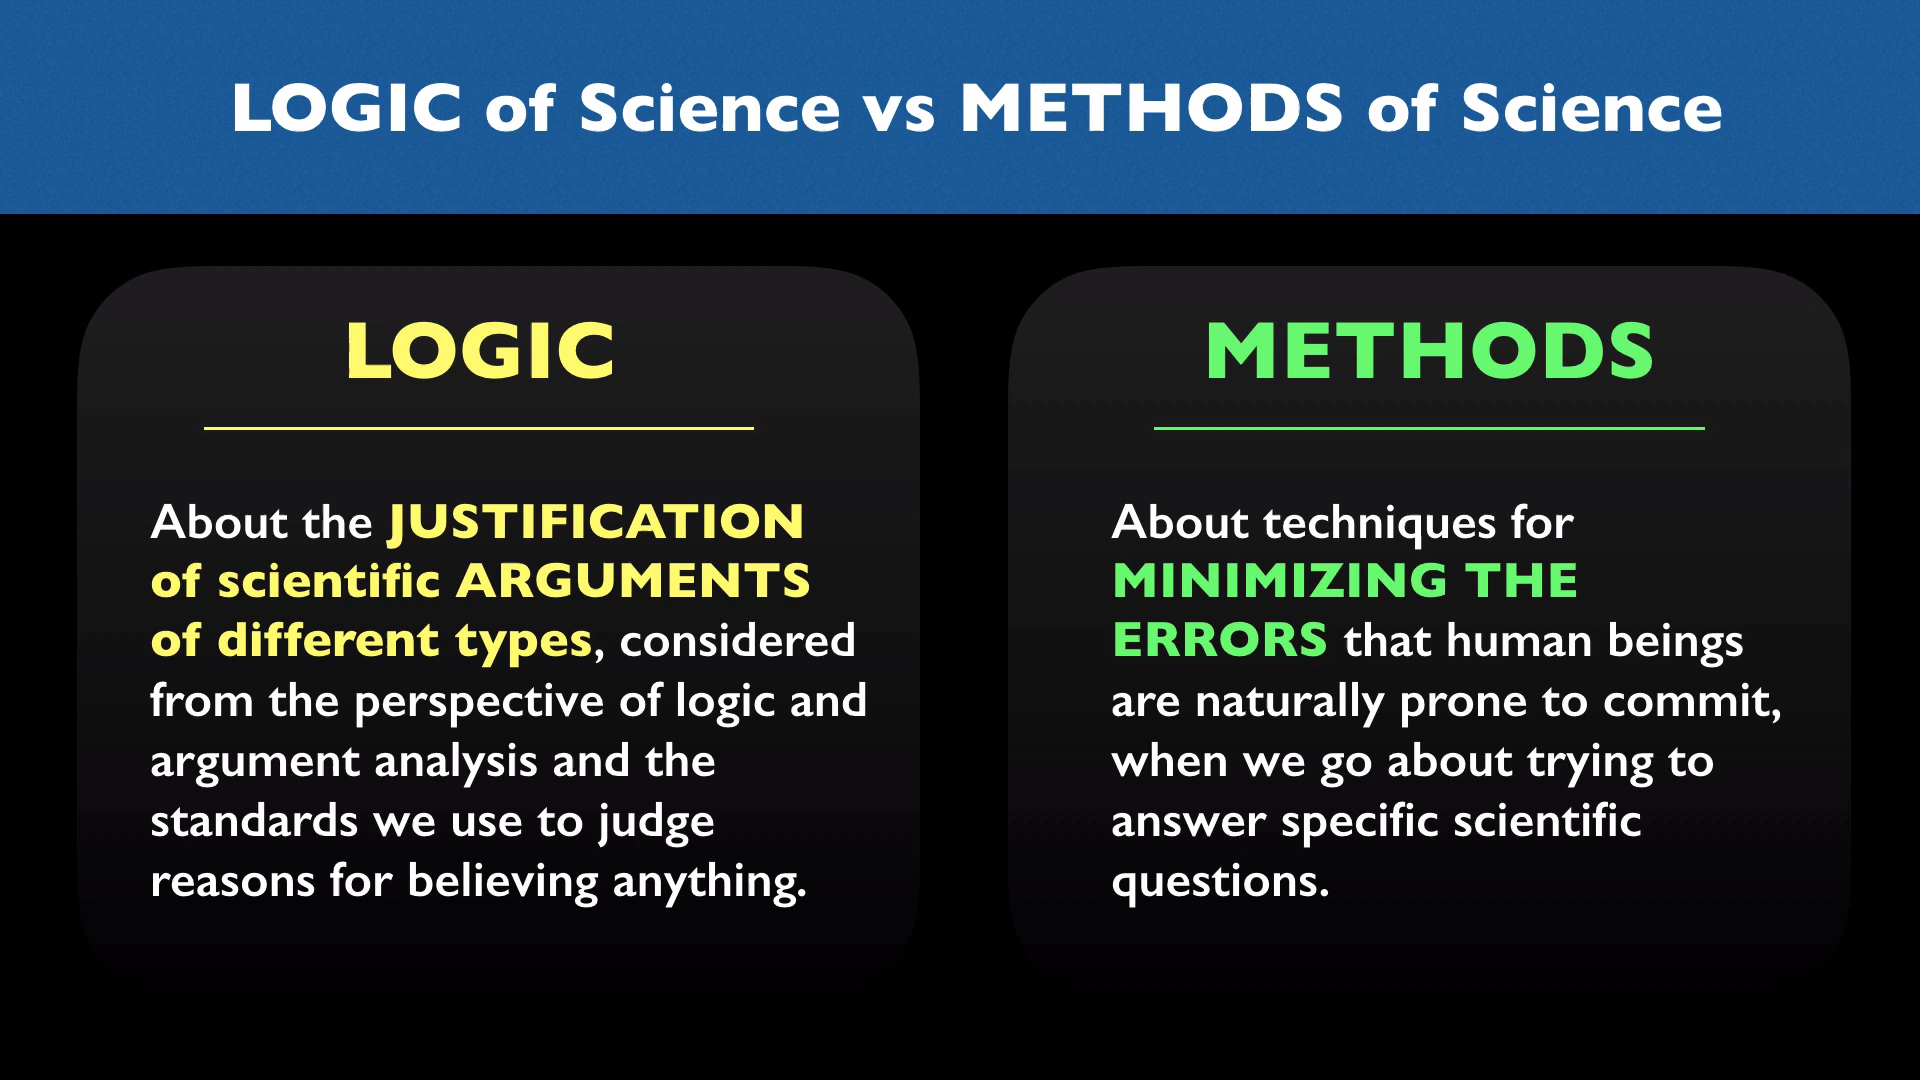 LOGIC of Science vs METHODS of Science
LOGIC
About the JUSTIFICATION
of scientific ARGUMENTS
of different types, considered
from the perspective of logic and
argument analysis and the
standards we use to judge
reasons for believing anything.
METHODS
About techniques for
MINIMIZING THE
ERRORS that human beings
are naturally prone to commit,
when we go about trying to
answer specific scientific
questions.